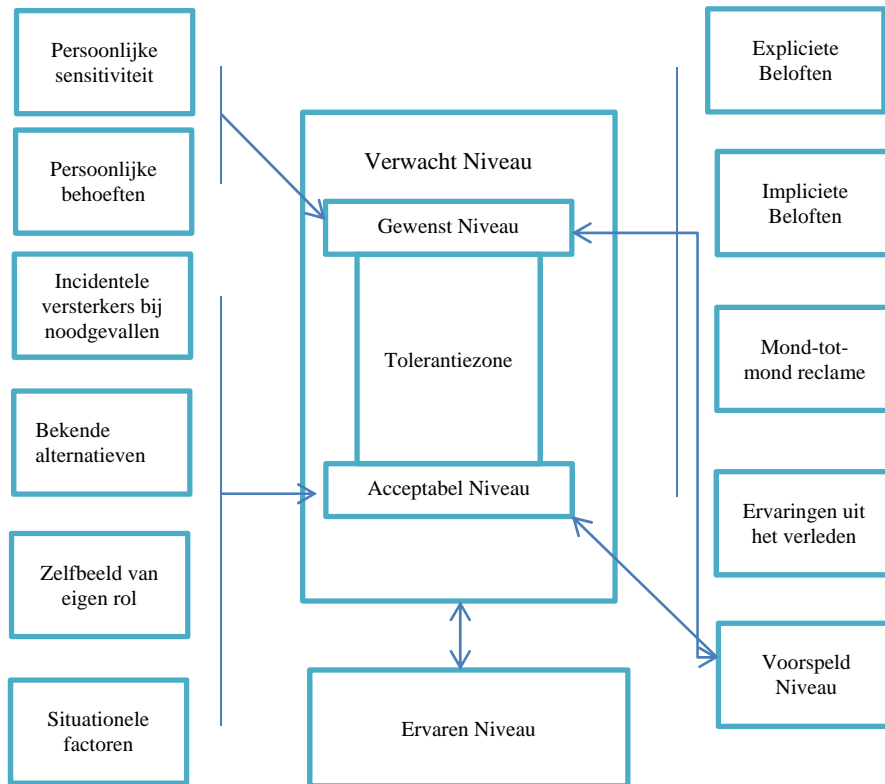 Persoonlijke
sensitiviteit
Persoonlijke
behoeften
Incidentele
versterkers bij
noodgevallen
Bekende
alternatieven
Zelfbeeld van
eigen rol
Situationele
factoren
Verwacht Niveau
Gewenst Niveau
Tolerantiezone
Acceptabel Niveau
Ervaren Niveau
Expliciete
Beloften
Impliciete
Beloften
Mond-tot-
mond reclame
Ervaringen uit
het verleden
Voorspeld
Niveau